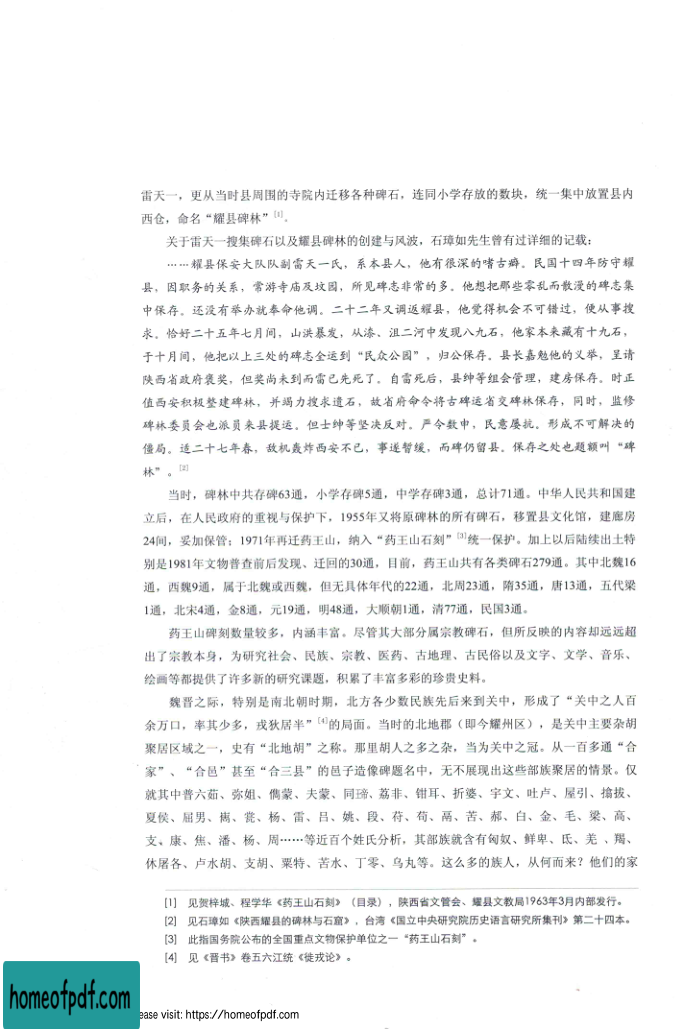 雷天一，更从当时县周围的寺院内迁移各种碑石，连同小学存放的数块，统一集中放置县内
西仓，命名“耀县碑林”[1]．
关于雷天一搜集碑石以及耀县碑林的创建与风波，石璋如先生曾有过详细的记载：
……耀县保安大队队副雷天一氏，系本县人，他有很深的嗜古癖。民国十四年防守耀
县，因职务的关系，常游寺庙及坟园，所见碑志非常的多。他想把那些零乱而散漫的碑志集
中保存。还没有举办就奉命他调。二十二年又调返耀县，他觉得机会不可错过，便从事搜
求。恰好二十五年七月间，山洪暴发，从漆、沮二河中发现八九石，他家本来藏有十九石，
于十月间，他把以上三处的碑志全运到“民众公园”，归公保存。县长嘉勉他的义举，呈请
陕西省政府褒奖，但奖尚未到而雷已先死了。自雷死后，县绅等组会管理，建房保存。时正
值西安积极整建碑林，并竭力搜求遗石，故省府命令将古碑运省交碑林保存，同时，监修
碑林委员会也派员来县提运。但士绅等坚决反对。严令数申，民意屡抗。形成不可解决的
僵局。适二十七年春，敌机轰炸西安不已，事遂暂缓，而碑仍留县。保存之处也题额叫“碑
林”。[2]
当时，碑林中共存碑63通，小学存碑5通，中学存碑3通，总计71通。中华人民共和国建
立后，在人民政府的重视与保护下，1955年又将原碑林的所有碑石，移置县文化馆，建廊房
24间，妥加保管；1971年再迁药王山，纳入“药王山石刻”[3]统一保护。加上以后陆续出土特
别是1981年文物普查前后发现、迁回的30通，目前，药王山共有各类碑石279通。其中北魏16
通，西魏9通，属于北魏或西魏，但无具体年代的22通，北周23通，隋35通，唐13通，五代梁
1通，北宋4通，金8通，元19通，明48通，大顺朝1通，清77通，民国3通。
药王山碑刻数量较多，内涵丰富。尽管其大部分属宗教碑石，但所反映的内容却远远超
出了宗教本身，为研究社会、民族、宗教、医药、古地理、古民俗以及文字、文学、音乐、
绘画等都提供了许多新的研究课题，积累了丰富多彩的珍贵史料。
魏晋之际，特别是南北朝时期，北方各少数民族先后来到关中，形成了“关中之人百
余万口，率其少多，戎狄居半”[4]的局面。当时的北地郡（即今耀州区），是关中主要杂胡
聚居区域之一，史有“北地胡”之称。那里胡人之多之杂，当为关中之冠。从一百多通“合
家”、“合邑”甚至“合三县”的邑子造像碑题名中，无不展现出这些部族聚居的情景。仅
就其中普六茹、弥姐、儁蒙、夫蒙、同琋、荔非、钳耳、折婆、宇文、吐卢、屋引、掵拔、
夏侯、屈男、㒩、瓽、杨、雷、吕、姚、段、苻、苟、鬲、苦、郝、白、金、毛、梁、高、
支、康、焦、潘、杨、周……等近百个姓氏分析，其部族就含有匈奴、鲜卑、氐、羌、羯、
休屠各、卢水胡、支胡、粟特、苦水、丁零、乌丸等。这么多的族人，从何而来？他们的家
[1] 见贺梓城、程学华《药王山石刻》（目录），陕西省文管会、耀县文教局1963年3月内部发行。
[2] 见石璋如《陕西耀县的碑林与石窟》，台湾《国立中央研究院历史语言研究所集刊》第二十四本。
[3] 此指国务院公布的全国重点文物保护单位之一“药王山石刻”。
[4] 见《晋书》卷五六江统《徙戎论》。
homeofpdf.com
ease visit: https://homeofpdf.com